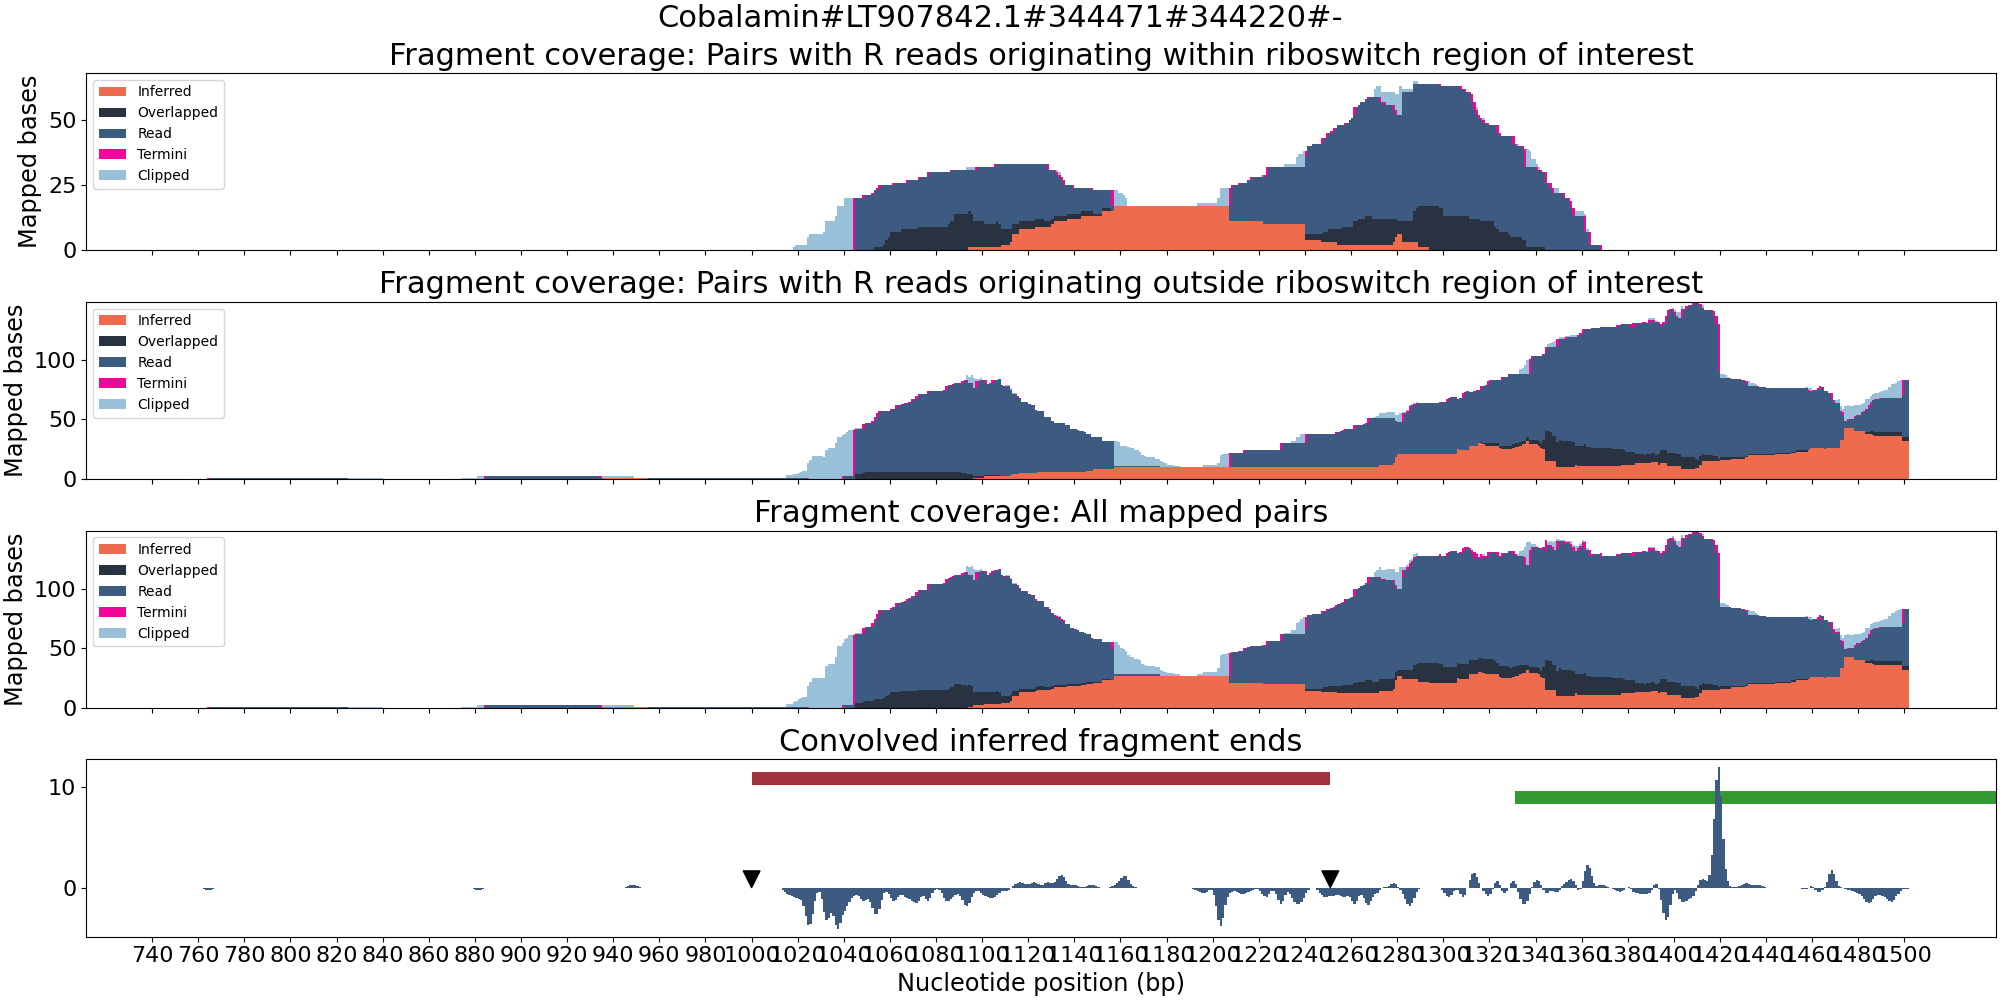 Cobalamin#LT907842.1#344471#344220#-
Fragment coverage: Pairs with R reads originating within riboswitch region of interest
Mapped bases
50
25
0
Inferred
Overlapped
Read
Termini
Clipped
Fragment coverage: Pairs with R reads originating outside riboswitch region of interest
Mapped bases
100
50
0
Inferred
Overlapped
Read
Termini
Clipped
Fragment coverage: All mapped pairs
Mapped bases
100
50
0
Inferred
Overlapped
Read
Termini
Clipped
Convolved inferred fragment ends
10
0
740 760 780 800 820 840 860 880 900 920 940 960 980 1000 1020 1040 1060 1080 1100 1120 1140 1160 1180 1200 1220 1240 1260 1280 1300 1320 1340 1360 1380 1400 1420 1440 1460 1480 1500
Nucleotide position (bp)